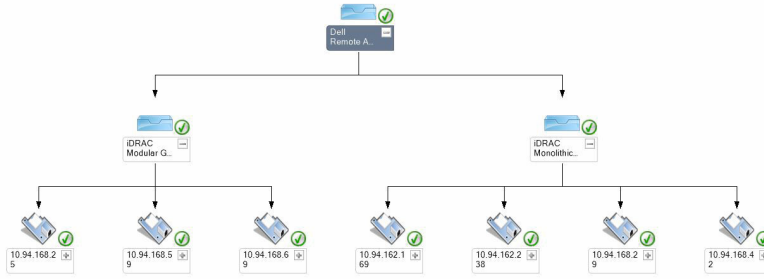 Dell
Remote A..
iDRAC
Modular G..
iDRAC
Monolithic..
10.94.168.2
5
10.94.168.5
9
10.94.168.6
9
10.94.162.1
69
10.94.162.2
38
10.94.168.2
9
10.94.168.4
2